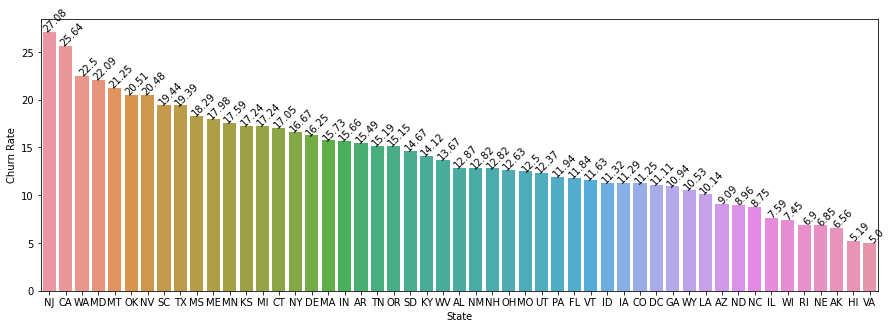 27.08 25.64 22.5 22.09 21.25 20.51 20.48 19.44 19.39 18.29 17.98 17.59 17.24 17.24 17.05 16.67 16.25 15.73 15.66 15.49 15.19 15.15 14.67 14.12 13.67 12.87 12.82 12.82 12.63 12.5 12.37 11.94 11.84 11.63 11.32 11.29 11.25 11.11 10.94 10.53 10.14 9.09 8.96 8.75 7.59 7.45 6.9 6.85 6.56 5.19 5.0
Churn Rate
25
20
15
10
5
0
NJ CA WA MD MT OK NV SC TX MS ME MN KS MI CT NY DE MA IN AR TN OR SD KY WV AL NM NH OH MO UT PA FL VT ID IA CO DC GA WY LA AZ ND NC IL WI RI NE AK HI VA
State